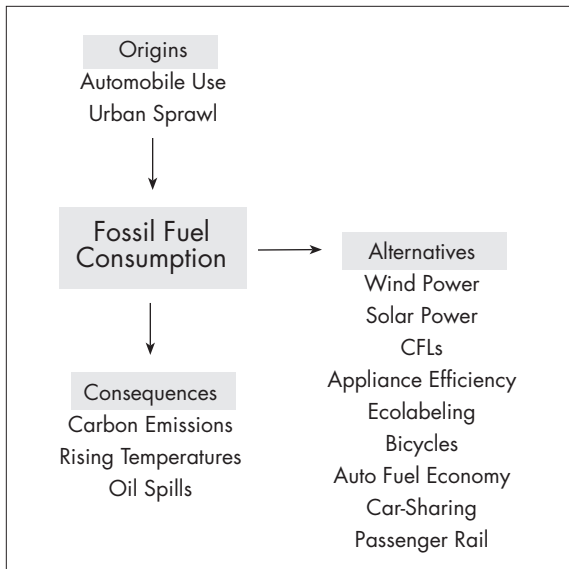 Origins
Automobile Use
Urban Sprawl
Fossil Fuel
Consumption
Alternatives
Wind Power
Solar Power
CFLs
Appliance Efficiency
Ecolabeling
Bicycles
Auto Fuel Economy
Car-Sharing
Passenger Rail
Consequences
Carbon Emissions
Rising Temperatures
Oil Spills